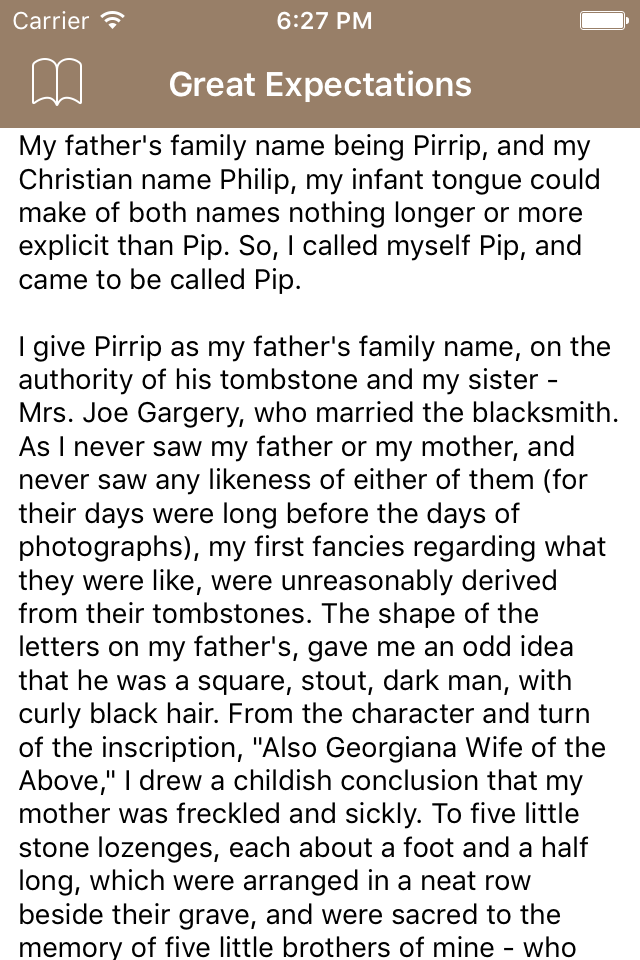 Carrier 6:27 PM
Great Expectations
My father's family name being Pirrip, and my
Christian name Philip, my infant tongue could
make of both names nothing longer or more
explicit than Pip. So, I called myself Pip, and
came to be called Pip.
I give Pirrip as my father's family name, on the
authority of his tombstone and my sister -
Mrs. Joe Gargery, who married the blacksmith.
As I never saw my father or my mother, and
never saw any likeness of either of them (for
their days were long before the days of
photographs), my first fancies regarding what
they were like, were unreasonably derived
from their tombstones. The shape of the
letters on my father's, gave me an odd idea
that he was a square, stout, dark man, with
curly black hair. From the character and turn
of the inscription, "Also Georgiana Wife of the
Above," I drew a childish conclusion that my
mother was freckled and sickly. To five little
stone lozenges, each about a foot and a half
long, which were arranged in a neat row
beside their grave, and were sacred to the
memory of five little brothers of mine - who